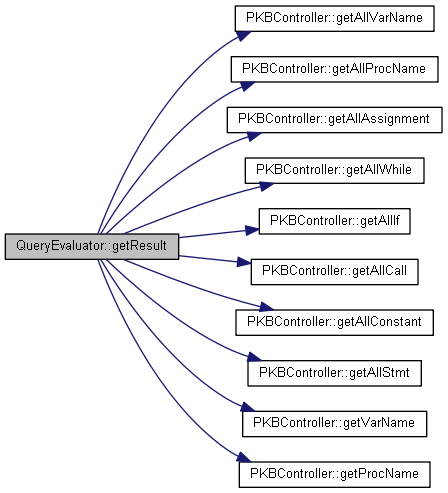 PKBController::getAllVarName
PKBController::getAllProcName
PKBController::getAllAssignment
PKBController::getAllWhile
PKBController::getAllIf
QueryEvaluator::getResult
PKBController::getAllCall
PKBController::getAllConstant
PKBController::getAllStmt
PKBController::getVarName
PKBController::getProcName